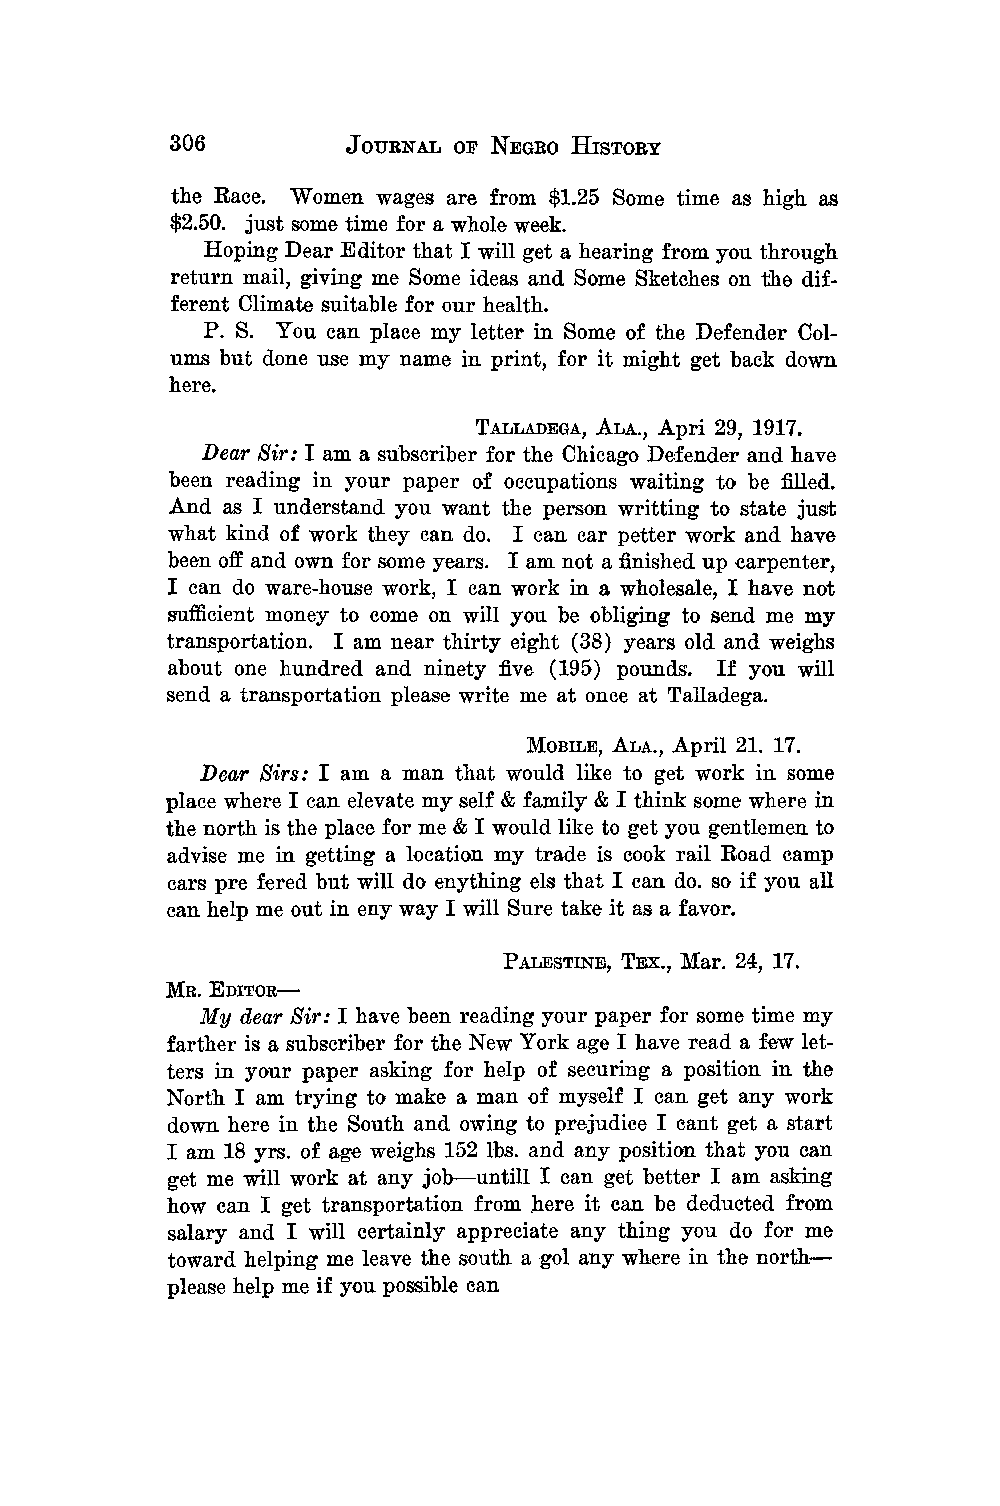 306 JOURNAL OF NEGRO HISTORY
the Race. Women wages are from $1.25 Some time as high as
$2.50. just some time for a whole week.
Hoping Dear Editor that I will get a hearing from you through
return mail, giving me Some ideas and Some Sketches on the dif-
ferent Climate suitable for our health.
P. S. You can place my letter in Some of the Defender Col-
ums but done use my name in print, for it might get back down
here.
TALLADEGA, ALA., Apri 29, 1917.
Dear Sir: I am a subscriber for the Chicago Defender and have
been reading in your paper of occupations waiting to be filled.
And as I understand you want the person writting to state just
what kind of work they can do. I can car petter work and have
been off and own for some years. I am not a finished up carpenter,
I can do ware-house work, I can work in a wholesale, I have not
sufficient money to come on will you be obliging to send me my
transportation. I am near thirty eight (38) years old and weighs
about one hundred and ninety five (195) pounds. If you will
send a transportation please write me at once at Talladega.
MOBILE, ALA., April 21. 17.
Dear Sirs: I am a man that would like to get work in some
place where I can elevate my self & family & I think some where in
the north is the place for me & I would like to get you gentlemen to
advise me in getting a location my trade is cook rail Road camp
cars pre fered but will do enything els that I can do. so if you all
can help me out in eny way I will Sure take it as a favor.
PALESTINE, TEX., Mar. 24, 17.
MR. EDITOR—
My dear Sir: I have been reading your paper for some time my
farther is a subscriber for the New York age I have read a few let-
ters in your paper asking for help of securing a position in the
North I am trying to make a man of myself I can get any work
down here in the South and owing to prejudice I cant get a start
I am 18 yrs. of age weighs 152 lbs. and any position that you can
get me will work at any job—untill I can get better I am asking
how can I get transportation from here it can be deducted from
salary and I will certainly appreciate any thing you do for me
toward helping me leave the south a gol any where in the north—
please help me if you possible can